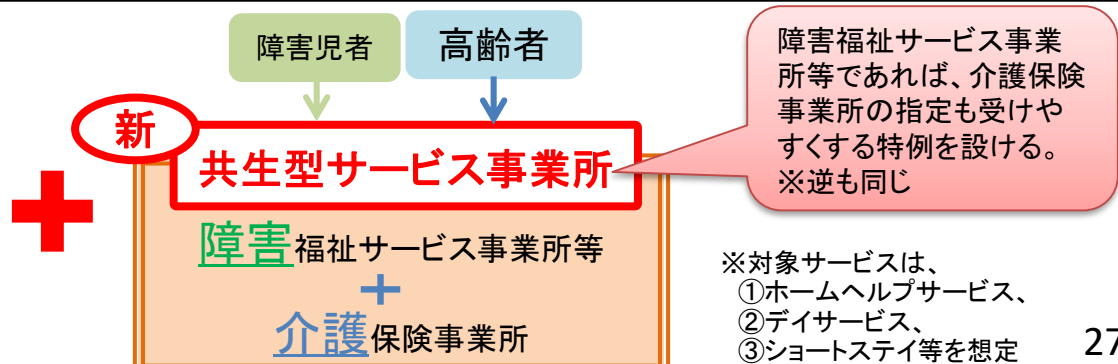 障害児者
高齢者
新
共生型サービス事業所
障害福祉サービス事業所等
+
介護保険事業所
障害福祉サービス事業
所等であれば、介護保険
事業所の指定も受けや
すくする特例を設ける。
※逆も同じ
※対象サービスは、
①ホームヘルプサービス、
②デイサービス、
③ショートステイ等を想定
27